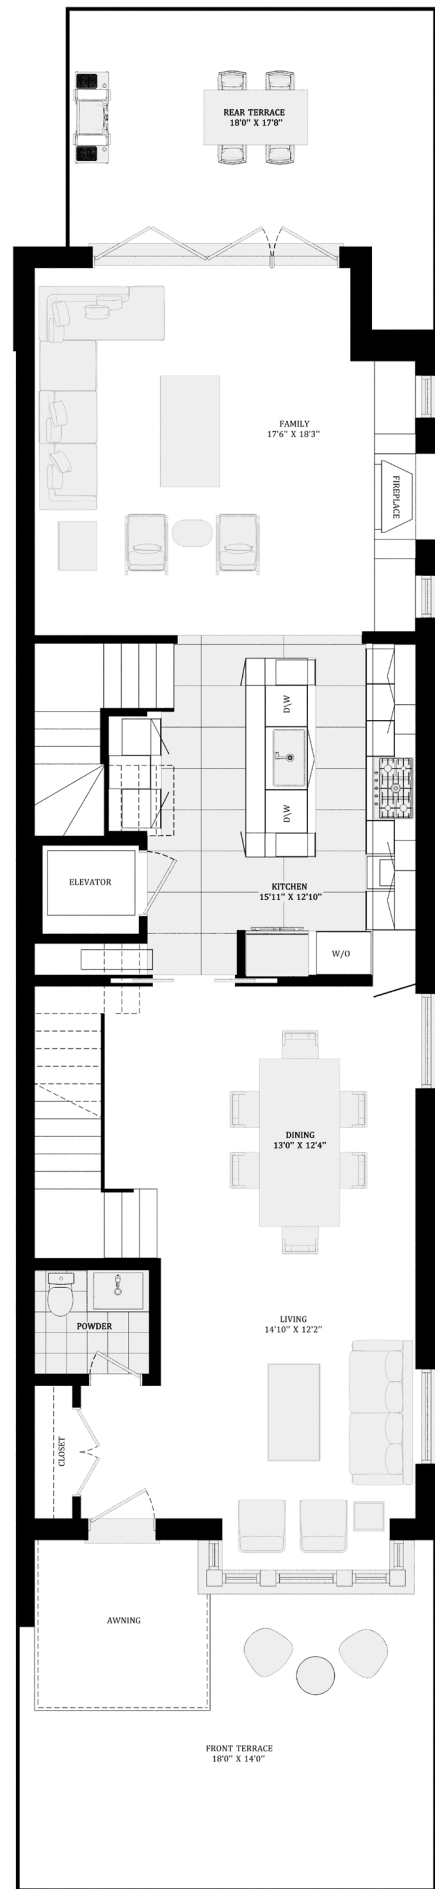 REAR TERRACE
18'0" X 17'8"
FAMILY
17'6" X 18'3"
FIREPLACE
D\W
D\W
ELEVATOR
KITCHEN
15'11" X 12'10"
W/O
DINING
13'0" X 12'4"
LIVING
14'10" X 12'2"
POWDER
CLOSET
AWNING
FRONT TERRACE
18'0" X 14'0"